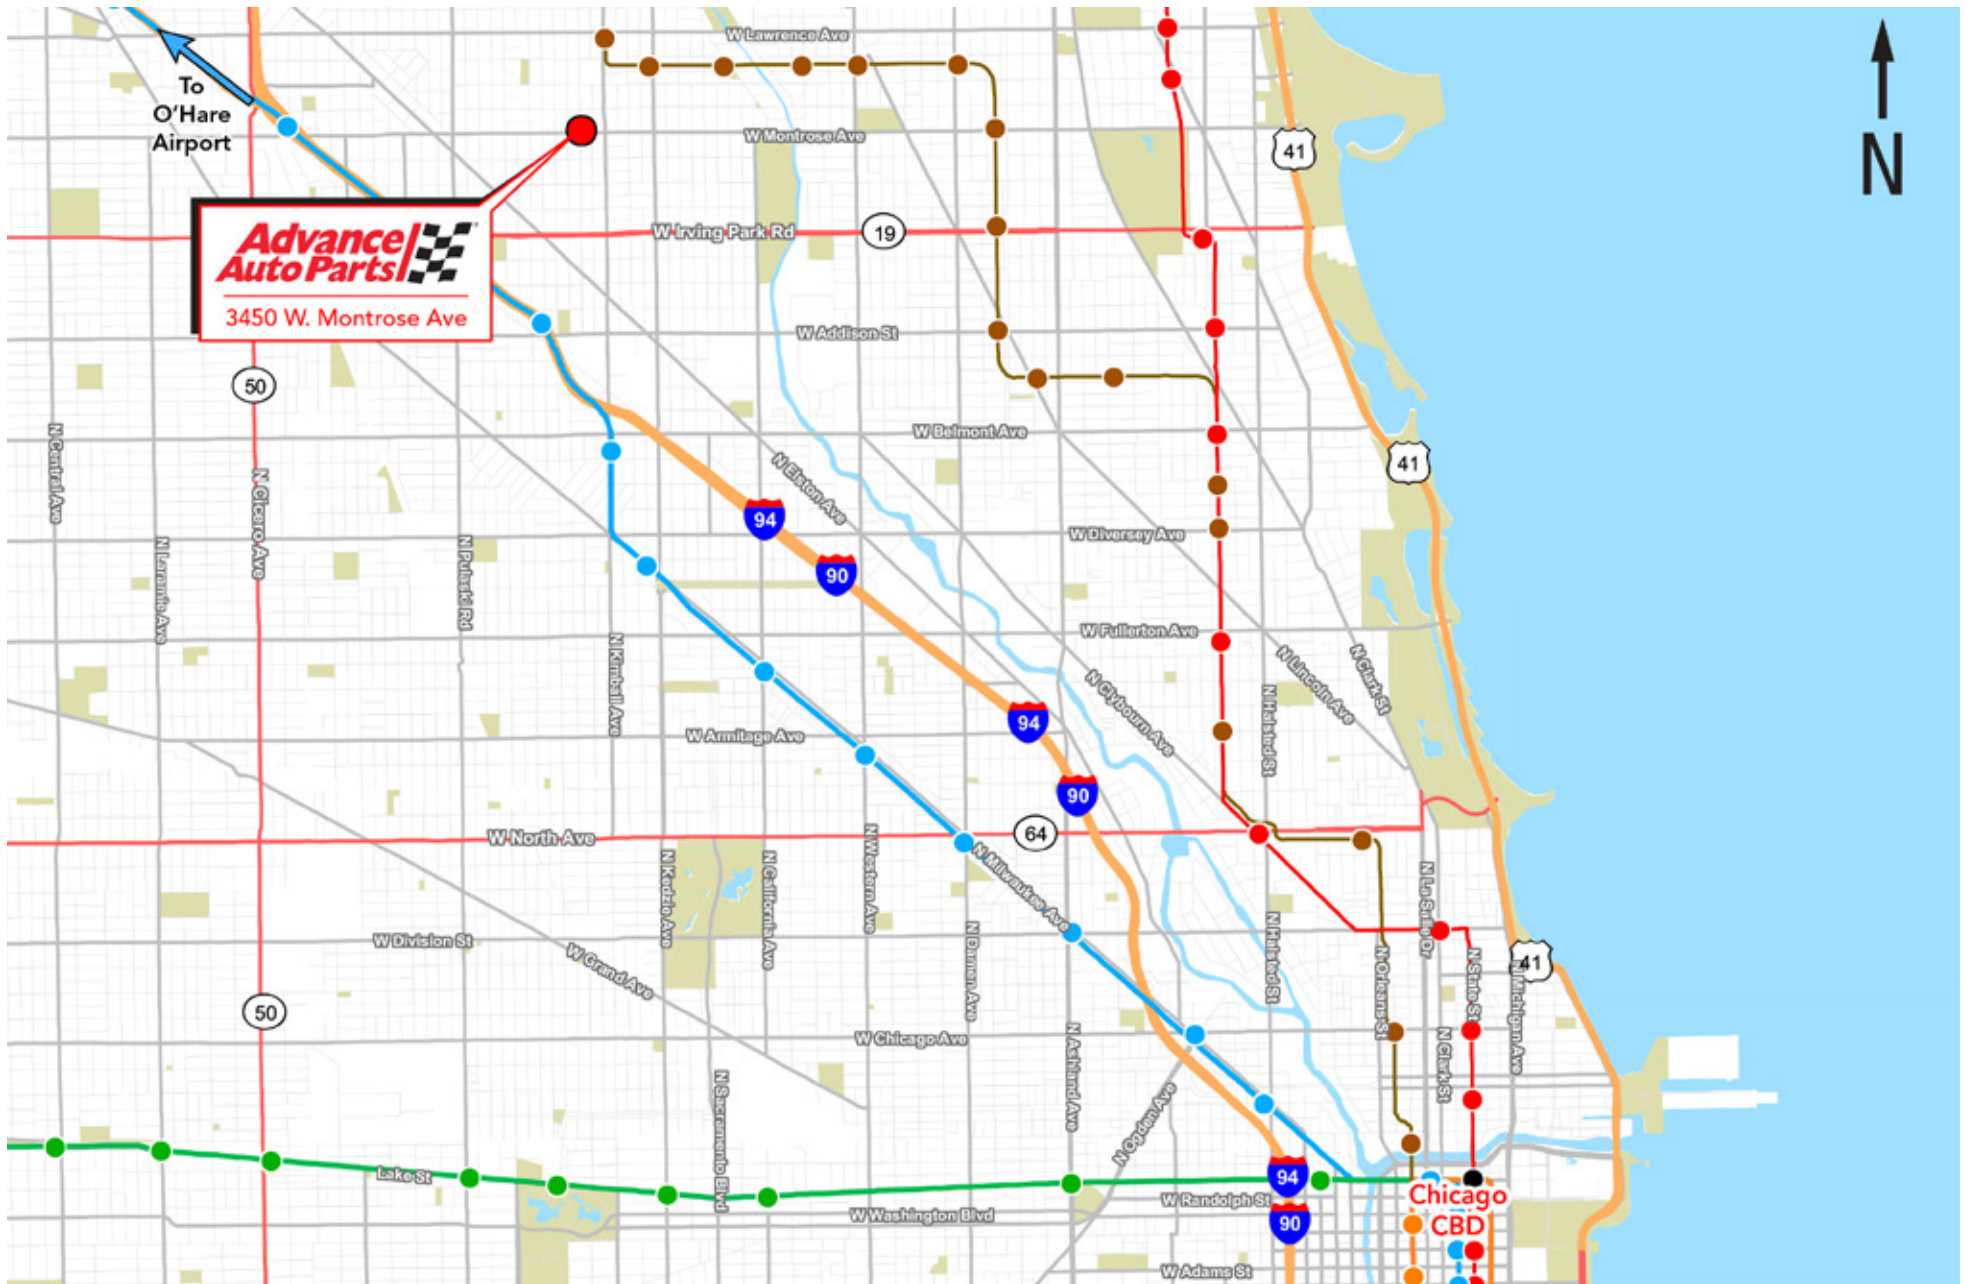 W Lawrence Ave
To
O'Hare
Airport
W Montrose Ave
41
N
Advance
Auto Parts
3450 W. Montrose Ave
W Irving Park Rd
19
W Addison St
50
N Central Ave
W Belmont Ave
41
N Cicero Ave
N Elston Ave
94
N Laramie Ave
N Pulaski Rd
W Diversey Ave
90
N Kimball Ave
W Fullerton Ave
N Clybourn Ave
N Lincoln Ave
N Clark St
N Halsted St
94
W Armitage Ave
90
W North Ave
64
N Western Ave
N Milwaukee Ave
N Kedzie Ave
N California Ave
N La Salle Dr
W Division St
W Grand Ave
N Damen Ave
N Halsted St
N Orleans St
N State St
N Michigan Ave
41
50
W Chicago Ave
N Ashland Ave
N Clark St
N Sacramento Blvd
N Ogden Ave
Lake St
94
W Randolph St
Chicago
CBD
W Washington Blvd
90
W Adams St